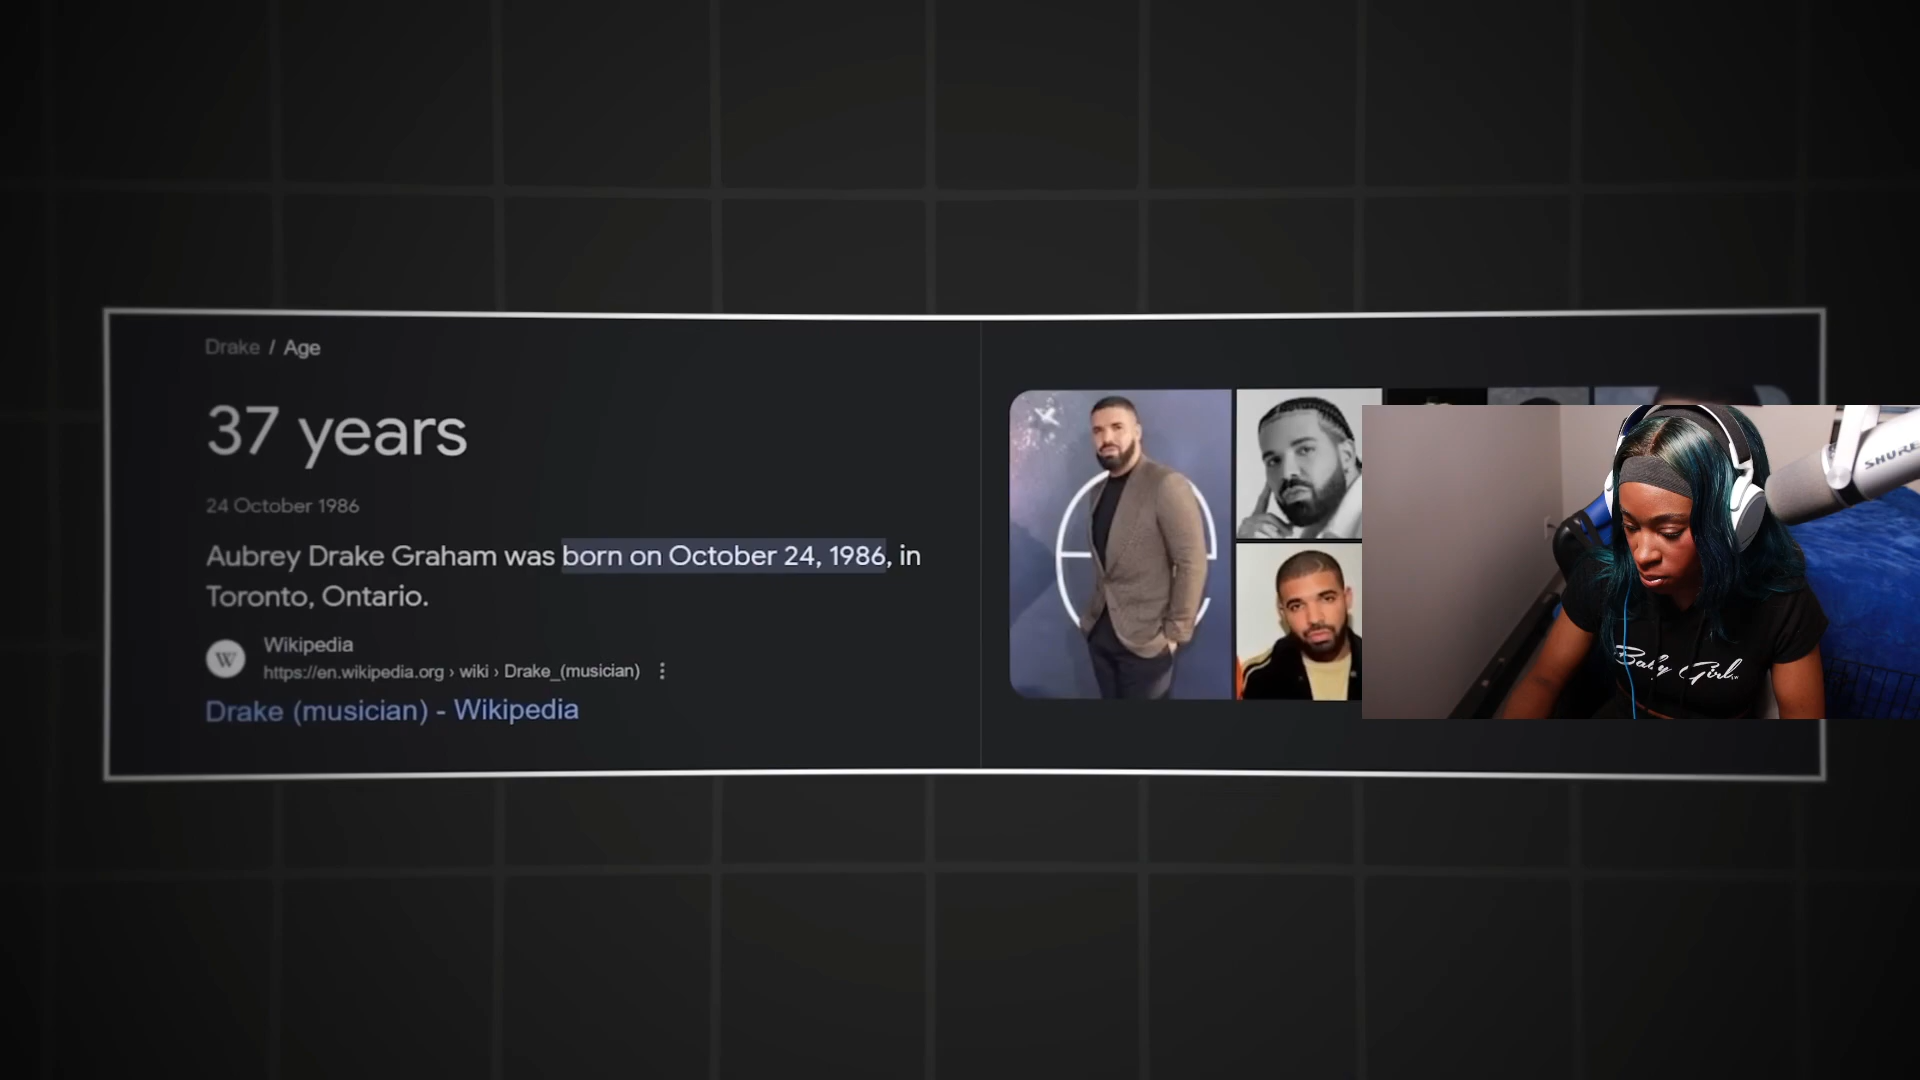 Drake / Age
37 years
24 October 1986
Aubrey Drake Graham was born on October 24, 1986, in
Toronto, Ontario.
W
Wikipedia
https://en.wikipedia.org › wiki › Drake_(musician)
Drake (musician) - Wikipedia
SHURE
Baby Girl